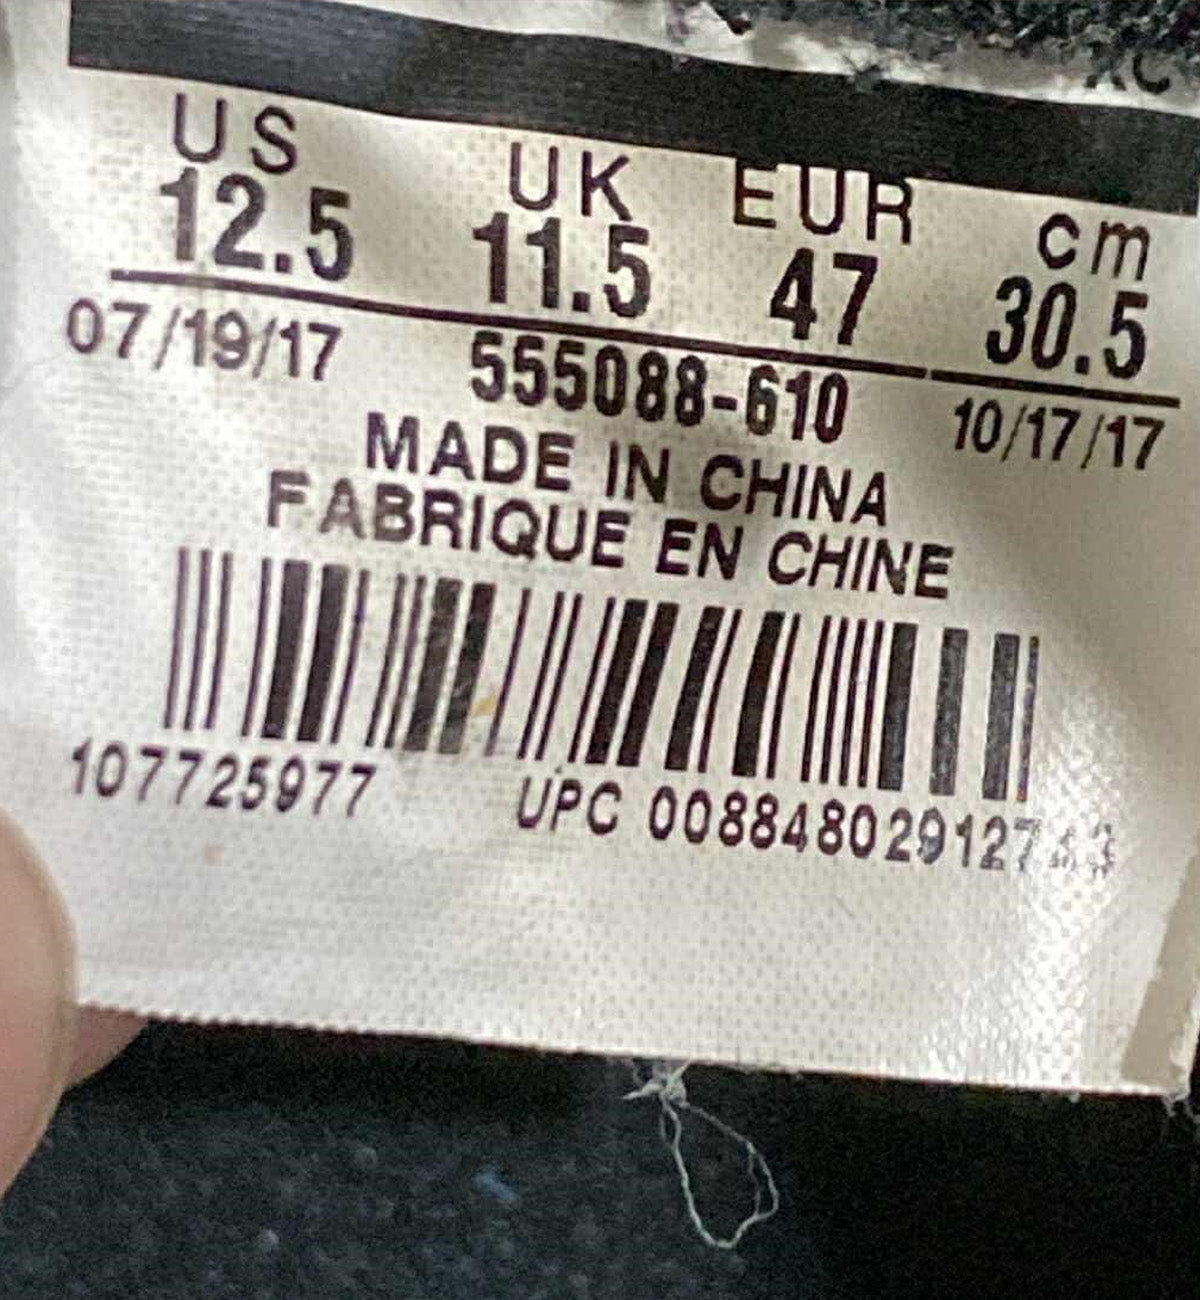 US UK EUR cm
12.5 11.5 47 30.5
07/19/17 555088-610 10/17/17
MADE IN CHINA
FABRIQUE EN CHINE
107725977 UPC